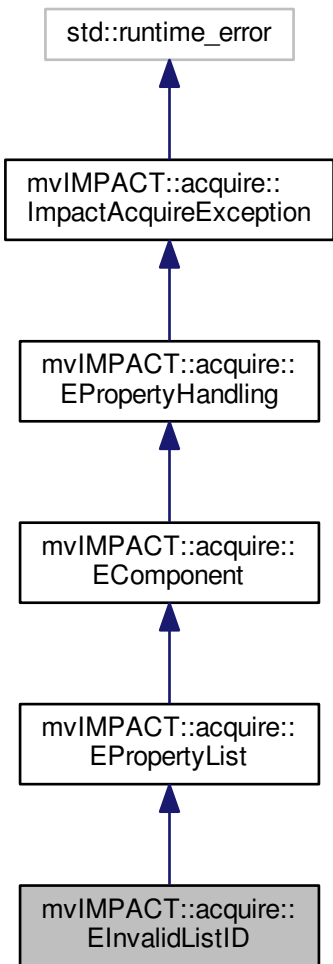 std::runtime_error
mvIMPACT::acquire::
ImpactAcquireException
mvIMPACT::acquire::
EPropertyHandling
mvIMPACT::acquire::
EComponent
mvIMPACT::acquire::
EPropertyList
mvIMPACT::acquire::
EInvalidListID